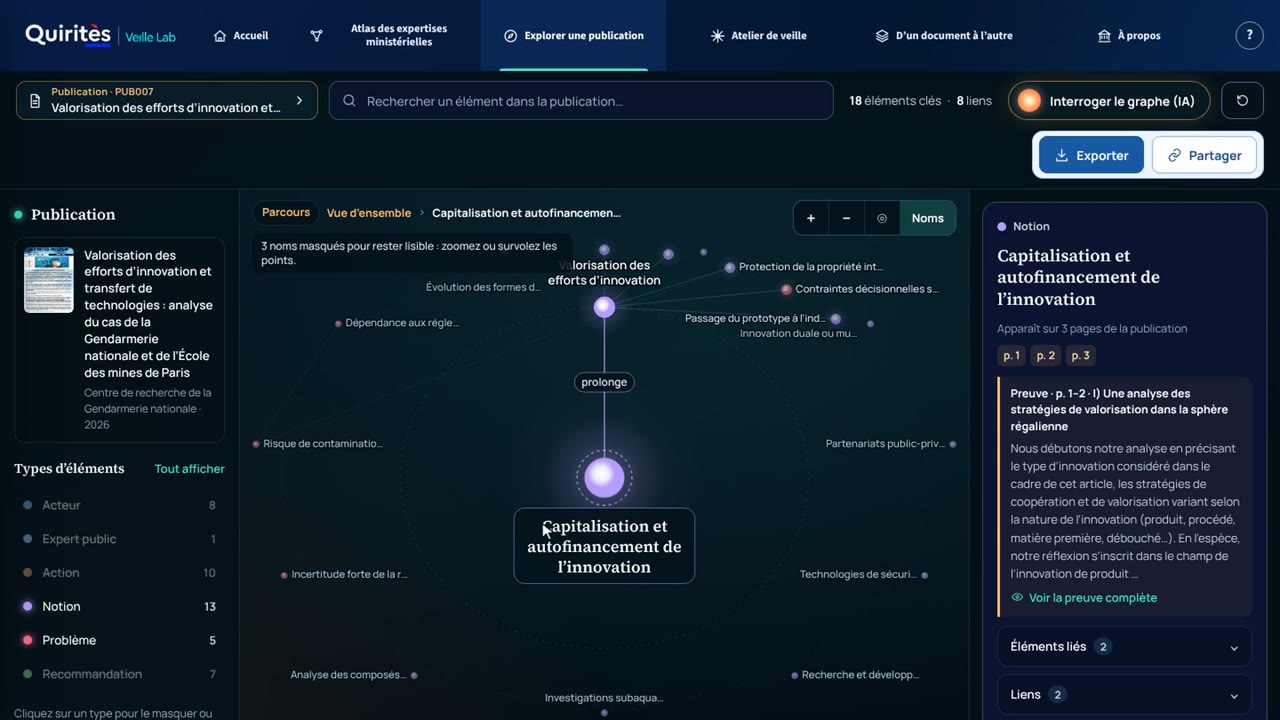 Quiritès | Veille Lab
Accueil
Atlas des expertises
ministérielles
Explorer une publication
Atelier de veille
D’un document à l’autre
À propos
?
Publication · PUB007
Valorisation des efforts d’innovation et…
Rechercher un élément dans la publication…
18 éléments clés · 8 liens
Interroger le graphe (IA)
Exporter
Partager
Publication
Valorisation des
efforts d’innovation et
transfert de
technologies : analyse
du cas de la
Gendarmerie
nationale et de l’École
des mines de Paris
Centre de recherche de la
Gendarmerie nationale ·
2026
Types d’éléments
Tout afficher
Acteur 8
Expert public 1
Action 10
Notion 13
Problème 5
Recommandation 7
Cliquez sur un type pour le masquer ou
Parcours
Vue d’ensemble › Capitalisation et autofinancemen…
+ − ◎ Noms
3 noms masqués pour rester lisible : zoomez ou survolez les
points.
Valorisation des
efforts d’innovation
Évolution des formes d…
Protection de la propriété int…
Contraintes décisionnelles s…
Passage du prototype à l’ind…
Innovation duale ou mu…
Dépendance aux régle…
prolonge
Risque de contaminatio…
Partenariats public-priv…
Capitalisation et
autofinancement de
l’innovation
Incertitude forte de la r…
Technologies de sécuri…
Analyse des composés…
Recherche et développ…
Investigations subaqua…
Notion
Capitalisation et
autofinancement de
l’innovation
Apparaît sur 3 pages de la publication
p. 1 p. 2 p. 3
Preuve · p. 1–2 · I) Une analyse des
stratégies de valorisation dans la sphère
régalienne
Nous débutons notre analyse en précisant
le type d’innovation considéré dans le
cadre de cet article, les stratégies de
coopération et de valorisation variant selon
la nature de l’innovation (produit, procédé,
matière première, débouché…). En l’espèce,
notre réflexion s’inscrit dans le champ de
l’innovation de produit …
Voir la preuve complète
Éléments liés 2
Liens 2